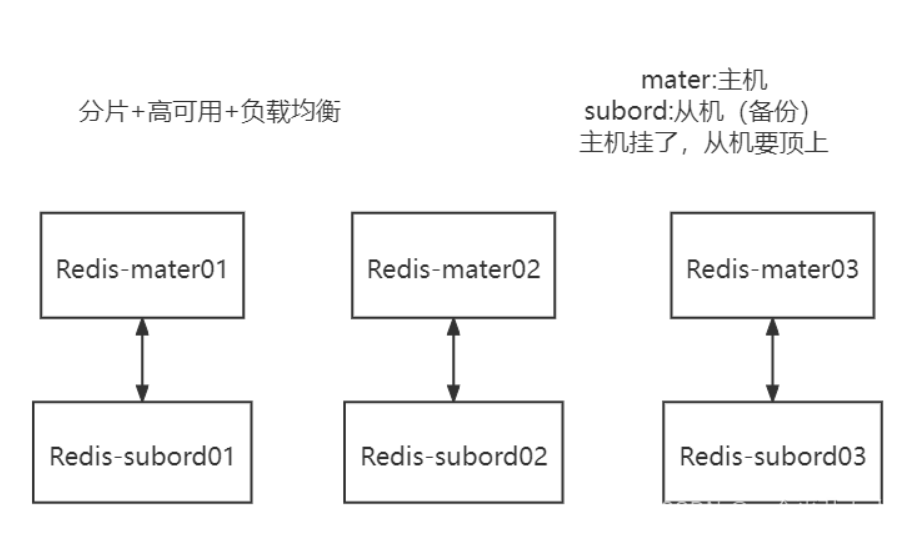 分片+高可用+负载均衡
mater:主机
subord:从机（备份）
主机挂了，从机要顶上
Redis-mater01
Redis-mater02
Redis-mater03
Redis-subord01
Redis-subord02
Redis-subord03